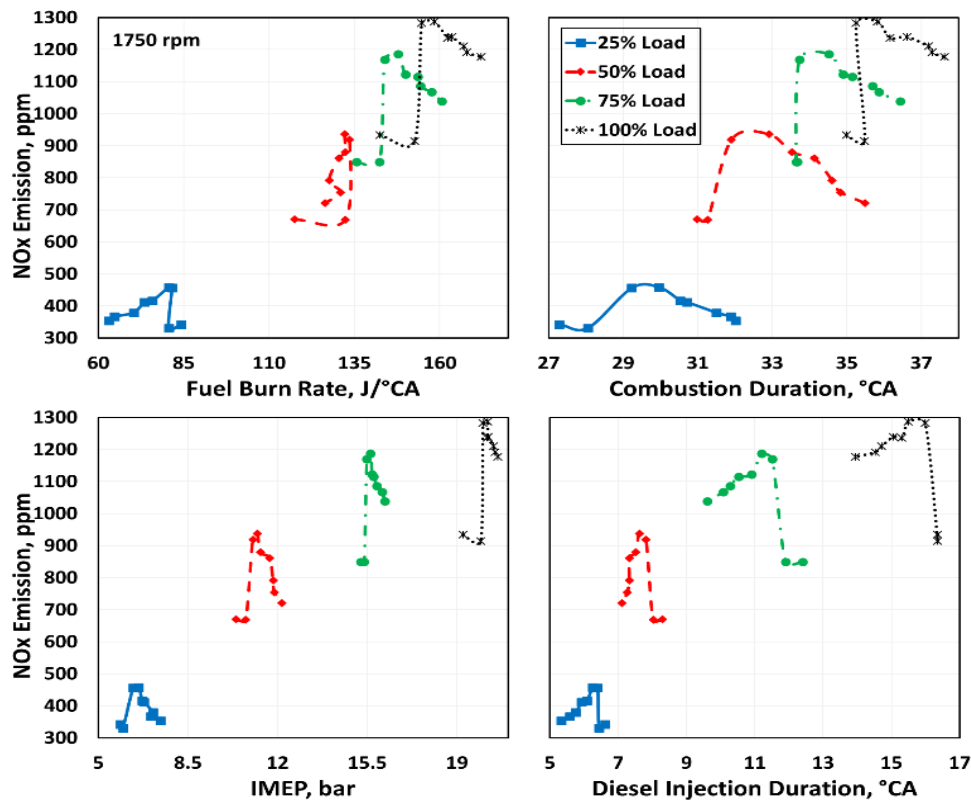 1300
1200
1100
1000
900
800
700
600
500
400
300
NOx Emission, ppm
1750 rpm
60 85 110 135 160
Fuel Burn Rate, J/°CA
25% Load
50% Load
75% Load
100% Load
27 29 31 33 35 37
Combustion Duration, °CA
1300
1200
1100
1000
900
800
700
600
500
400
300
NOx Emission, ppm
5 8.5 12 15.5 19
IMEP, bar
5 7 9 11 13 15 17
Diesel Injection Duration, °CA